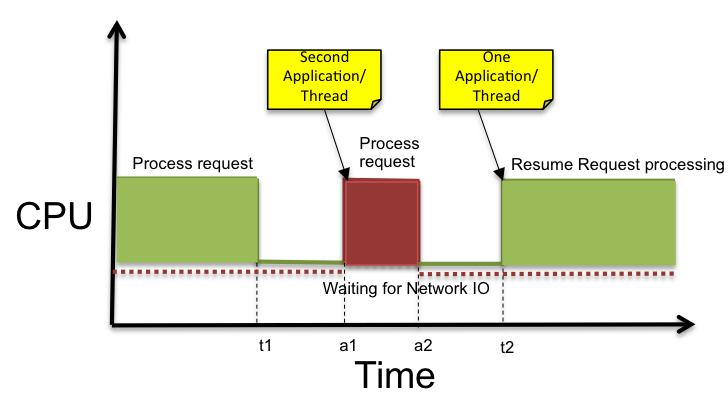 Second
Application/
Thread
One
Application/
Thread
Process request
Process
request
Resume Request processing
CPU
Waiting for Network IO
t1
a1
a2
t2
Time